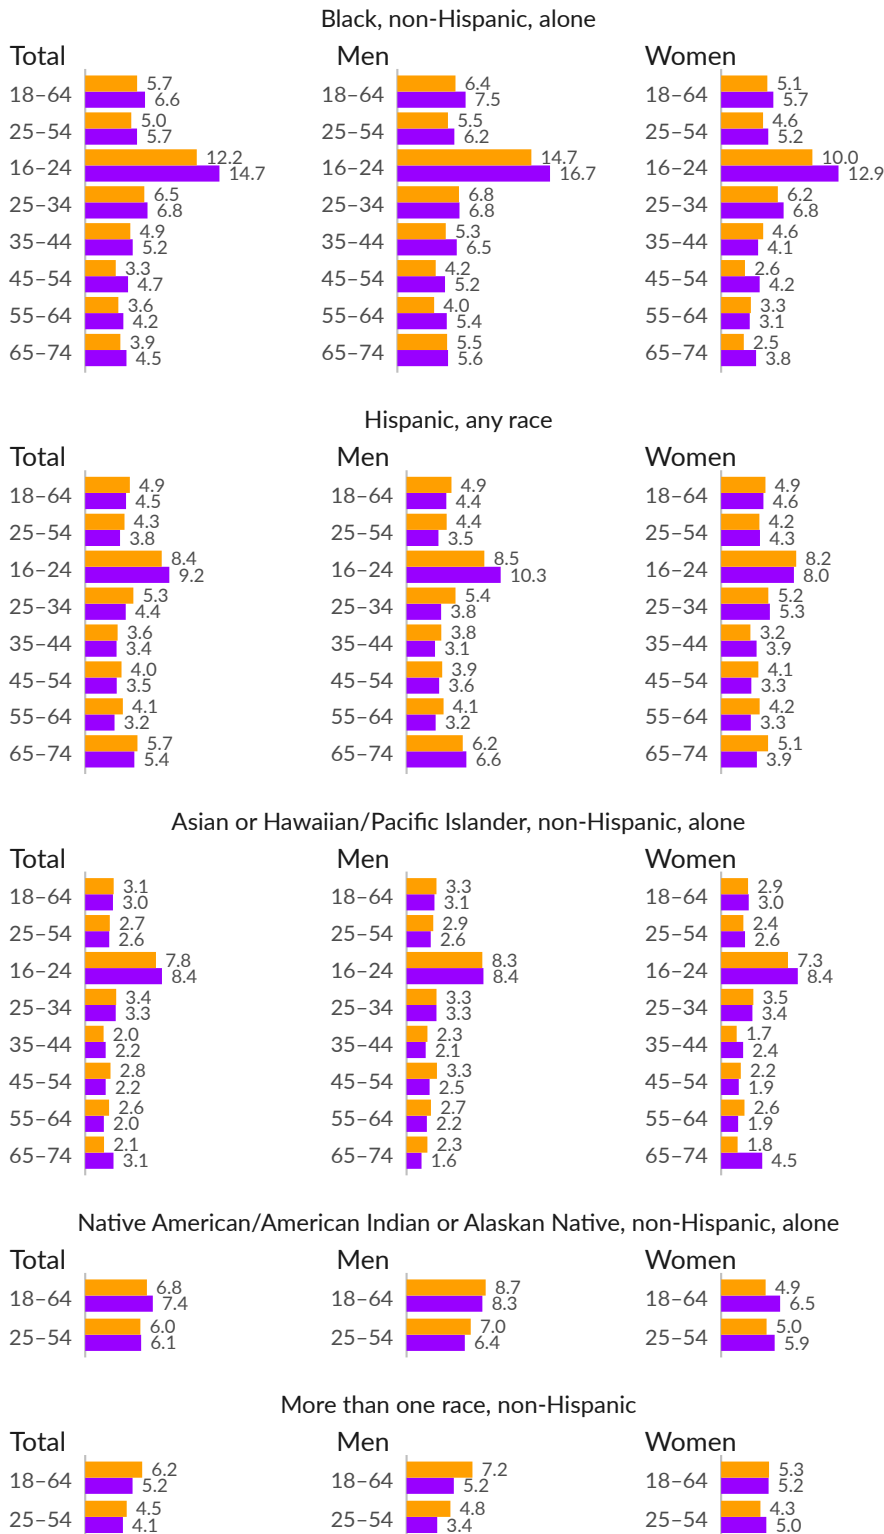 Black, non-Hispanic, alone
Total Men Women
18–64 5.7 6.6 18–64 6.4 7.5 18–64 5.1 5.7
25–54 5.0 5.7 25–54 5.5 6.2 25–54 4.6 5.2
16–24 12.2 14.7 16–24 14.7 16.7 16–24 10.0 12.9
25–34 6.5 6.8 25–34 6.8 6.8 25–34 6.2 6.8
35–44 4.9 5.2 35–44 5.3 6.5 35–44 4.6 4.1
45–54 3.3 4.7 45–54 4.2 5.2 45–54 2.6 4.2
55–64 3.6 4.2 55–64 4.0 5.4 55–64 3.3 3.1
65–74 3.9 4.5 65–74 5.5 5.6 65–74 2.5 3.8
Hispanic, any race
Total Men Women
18–64 4.9 4.5 18–64 4.9 4.4 18–64 4.9 4.6
25–54 4.3 3.8 25–54 4.4 3.5 25–54 4.2 4.3
16–24 8.4 9.2 16–24 8.5 10.3 16–24 8.2 8.0
25–34 5.3 4.4 25–34 5.4 3.8 25–34 5.2 5.3
35–44 3.6 3.4 35–44 3.8 3.1 35–44 3.2 3.9
45–54 4.0 3.5 45–54 3.9 3.6 45–54 4.1 3.3
55–64 4.1 3.2 55–64 4.1 3.2 55–64 4.2 3.3
65–74 5.7 5.4 65–74 6.2 6.6 65–74 5.1 3.9
Asian or Hawaiian/Pacific Islander, non-Hispanic, alone
Total Men Women
18–64 3.1 3.0 18–64 3.3 3.1 18–64 2.9 3.0
25–54 2.7 2.6 25–54 2.9 2.6 25–54 2.4 2.6
16–24 7.8 8.4 16–24 8.3 8.4 16–24 7.3 8.4
25–34 3.4 3.3 25–34 3.3 3.3 25–34 3.5 3.4
35–44 2.0 2.2 35–44 2.3 2.1 35–44 1.7 2.4
45–54 2.8 2.2 45–54 3.3 2.5 45–54 2.2 1.9
55–64 2.6 2.0 55–64 2.7 2.2 55–64 2.6 1.9
65–74 2.1 3.1 65–74 2.3 1.6 65–74 1.8 4.5
Native American/American Indian or Alaskan Native, non-Hispanic, alone
Total Men Women
18–64 6.8 7.4 18–64 8.7 8.3 18–64 4.9 6.5
25–54 6.0 6.1 25–54 7.0 6.4 25–54 5.0 5.9
More than one race, non-Hispanic
Total Men Women
18–64 6.2 5.2 18–64 7.2 5.2 18–64 5.3 5.2
25–54 4.5 4.1 25–54 4.8 3.4 25–54 4.3 5.0